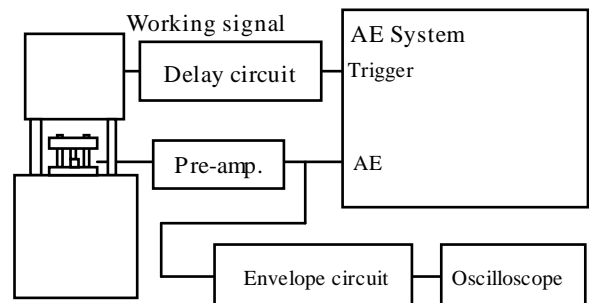 Working signal
AE System
Delay circuit
Trigger
Pre-amp.
AE
Envelope circuit
Oscilloscope